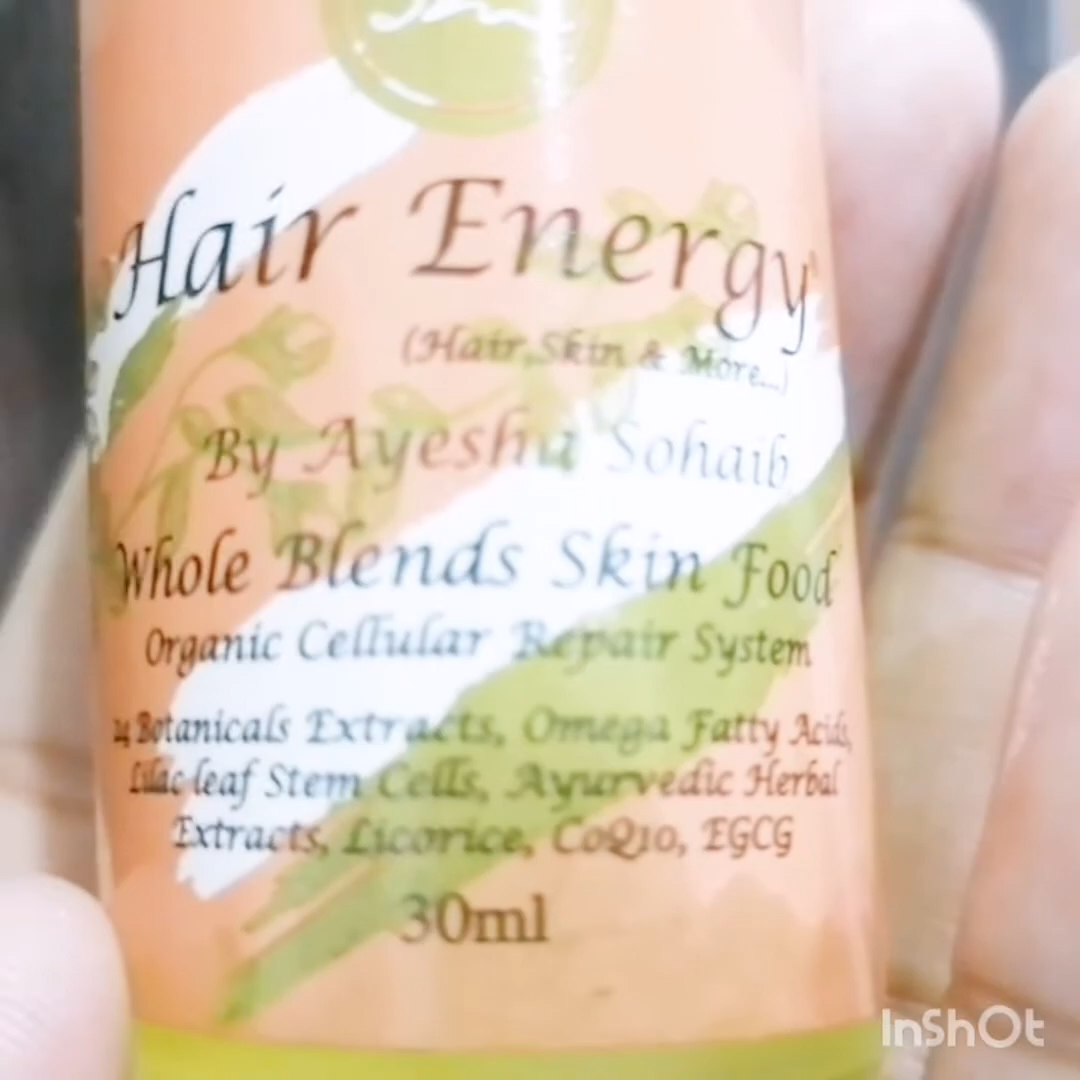 Hair Energy
(Hair, Skin & More...)
By Ayesha Sohaib
Whole Blends Skin Food
Organic Cellular Repair System
24 Botanicals Extracts, Omega Fatty Acids,
Lilac leaf Stem Cells, Ayurvedic Herbal
Extracts, Licorice, CoQ10, EGCG
30ml
InShOt